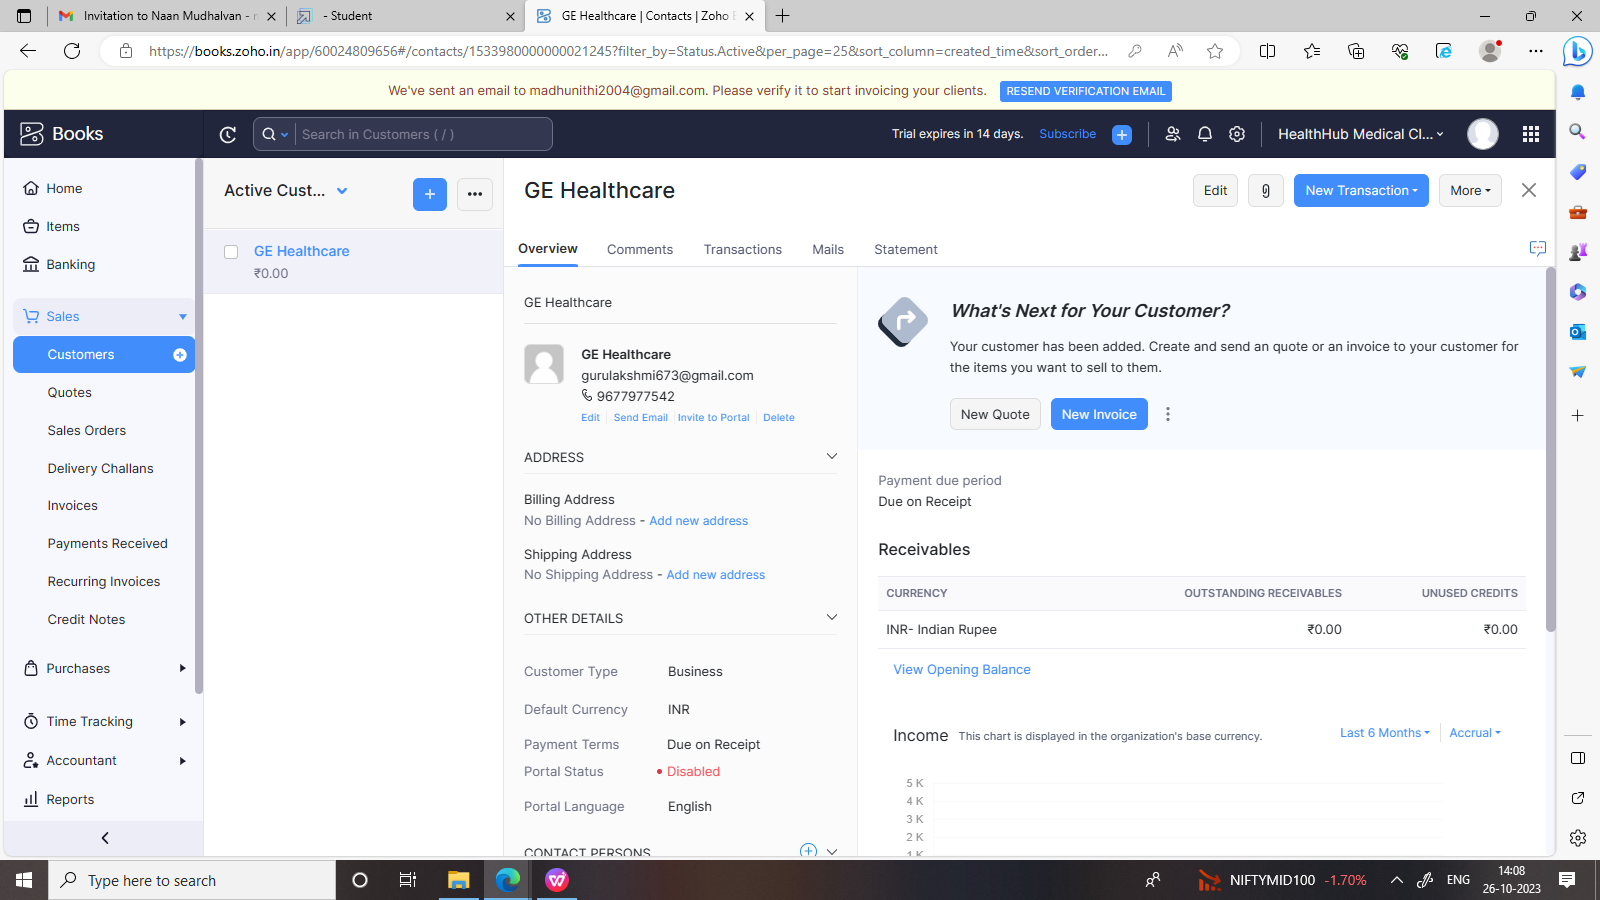 Invitation to Naan Mudhalvan -
- Student
GE Healthcare | Contacts | Zoho
https://books.zoho.in/app/60024809656#/contacts/1533980000000021245?filter_by=Status.Active&per_page=25&sort_column=created_time&sort_order...
We've sent an email to madhunithi2004@gmail.com. Please verify it to start invoicing your clients.
RESEND VERIFICATION EMAIL
Books
Search in Customers ( / )
Trial expires in 14 days.
Subscribe
HealthHub Medical Cl...
Home
Items
Banking
Sales
Customers
Quotes
Sales Orders
Delivery Challans
Invoices
Payments Received
Recurring Invoices
Credit Notes
Purchases
Time Tracking
Accountant
Reports
Active Cust...
GE Healthcare
₹0.00
GE Healthcare
Edit
New Transaction
More
Overview
Comments
Transactions
Mails
Statement
GE Healthcare
GE Healthcare
gurulakshmi673@gmail.com
9677977542
Edit
Send Email
Invite to Portal
Delete
ADDRESS
Billing Address
No Billing Address - Add new address
Shipping Address
No Shipping Address - Add new address
OTHER DETAILS
Customer Type Business
Default Currency INR
Payment Terms Due on Receipt
Portal Status Disabled
Portal Language English
CONTACT PERSONS
What's Next for Your Customer?
Your customer has been added. Create and send an quote or an invoice to your customer for
the items you want to sell to them.
New Quote
New Invoice
Payment due period
Due on Receipt
Receivables
CURRENCY OUTSTANDING RECEIVABLES UNUSED CREDITS
INR- Indian Rupee ₹0.00 ₹0.00
View Opening Balance
Income This chart is displayed in the organization's base currency.
Last 6 Months
Accrual
5 K
4 K
3 K
2 K
1 K
Type here to search
NIFTYMID100 -1.70%
ENG
14:08
26-10-2023